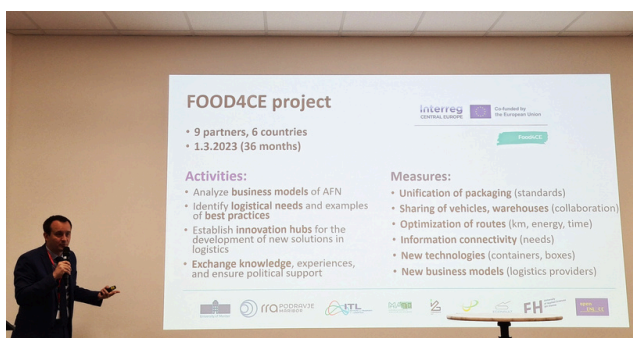 FOOD4CE project
Interreg
CENTRAL EUROPE
Co-funded by
the European Union
Food4CE
• 9 partners, 6 countries
• 1.3.2023 (36 months)
Activities:
• Analyze business models of AFN
• Identify logistical needs and examples
of best practices
• Establish innovation hubs for the
development of new solutions in
logistics
• Exchange knowledge, experiences,
and ensure political support
Measures:
• Unification of packaging (standards)
• Sharing of vehicles, warehouses (collaboration)
• Optimization of routes (km, energy, time)
• Information connectivity (needs)
• New technologies (containers, boxes)
• New business models (logistics providers)
rra PODRAVJE
MARIBOR
ITL
FH